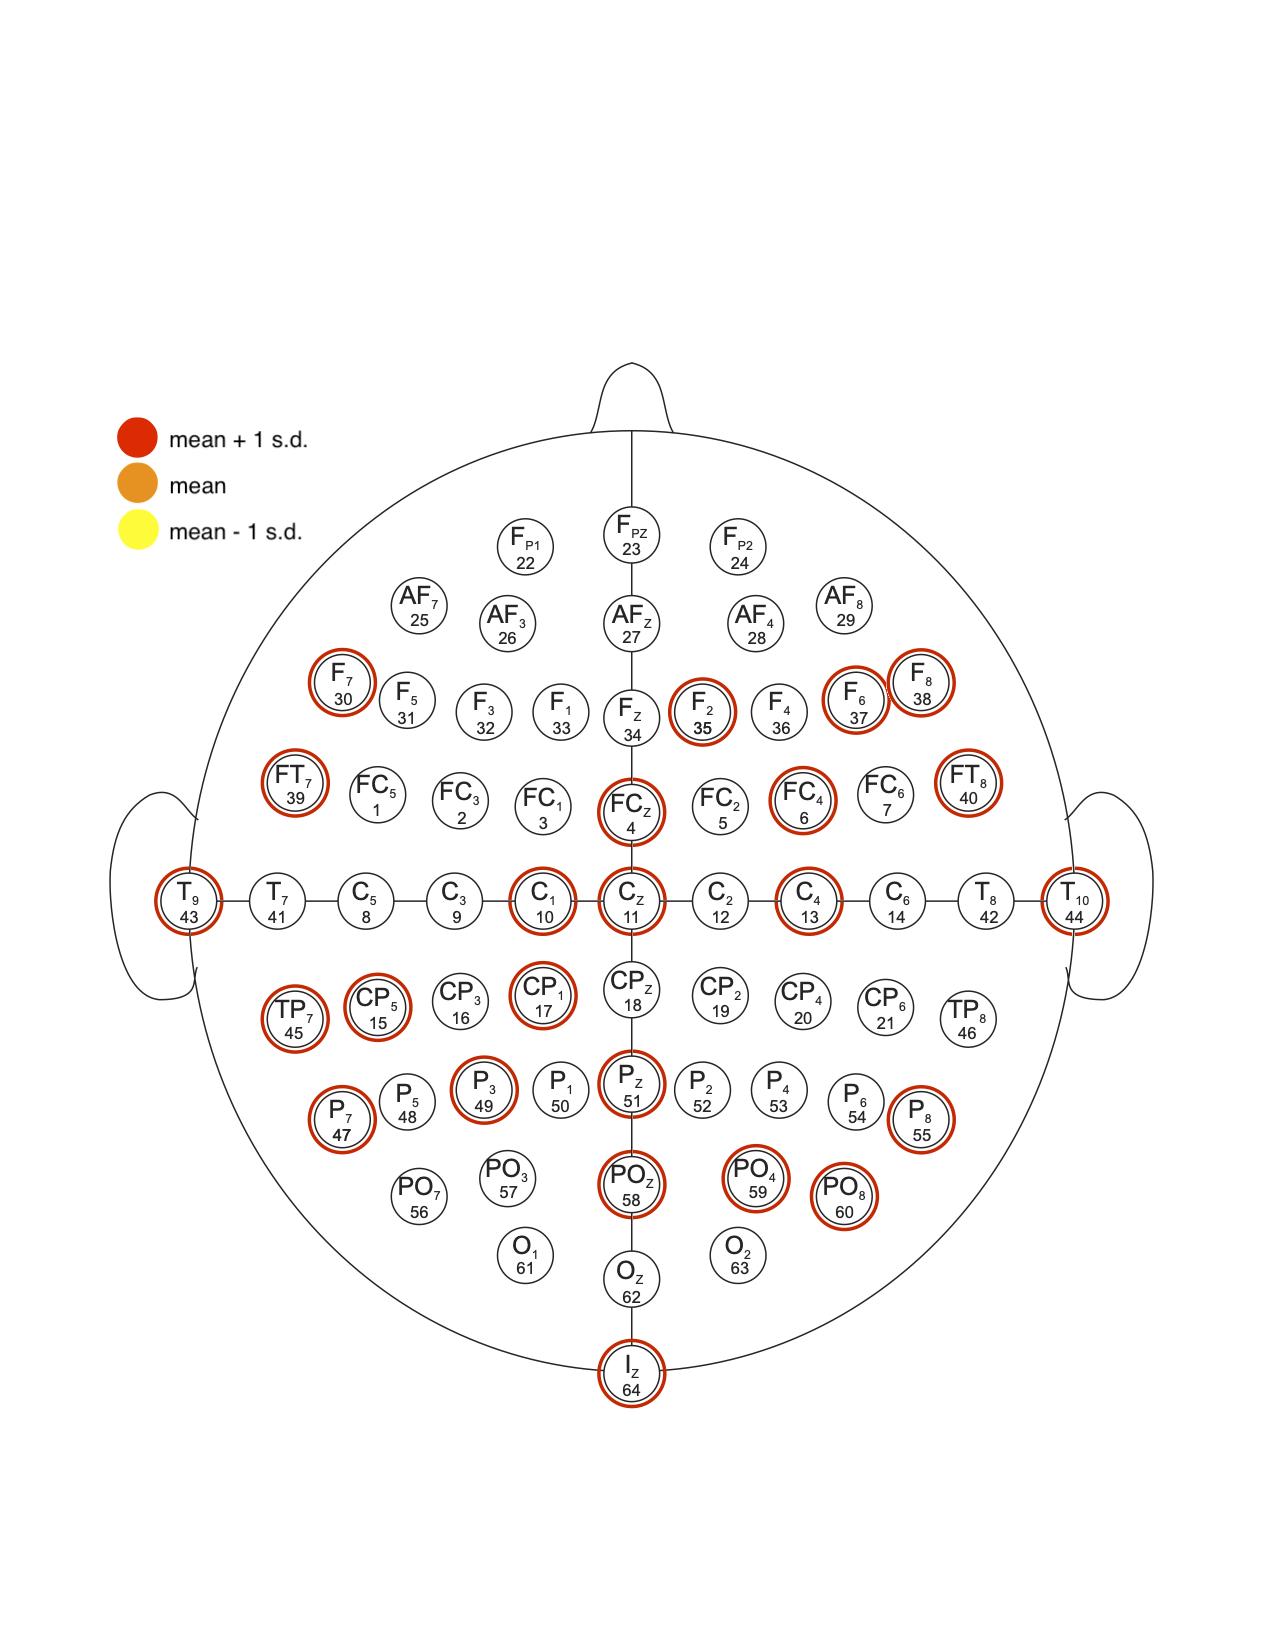 mean + 1 s.d.
mean
mean - 1 s.d.
FP1 FPZ FP2
22 23 24
AF7 AF3 AFZ AF4 AF8
25 26 27 28 29
F7 F5 F3 F1 FZ F2 F4 F6 F8
30 31 32 33 34 35 36 37 38
FT7 FC5 FC3 FC1 FCZ FC2 FC4 FC6 FT8
39 1 2 3 4 5 6 7 40
T9 T7 C5 C3 C1 CZ C2 C4 C6 T8 T10
43 41 8 9 10 11 12 13 14 42 44
TP7 CP5 CP3 CP1 CPZ CP2 CP4 CP6 TP8
45 15 16 17 18 19 20 21 46
P7 P5 P3 P1 PZ P2 P4 P6 P8
47 48 49 50 51 52 53 54 55
PO7 PO3 POZ PO4 PO8
56 57 58 59 60
O1 OZ O2
61 62 63
IZ
64